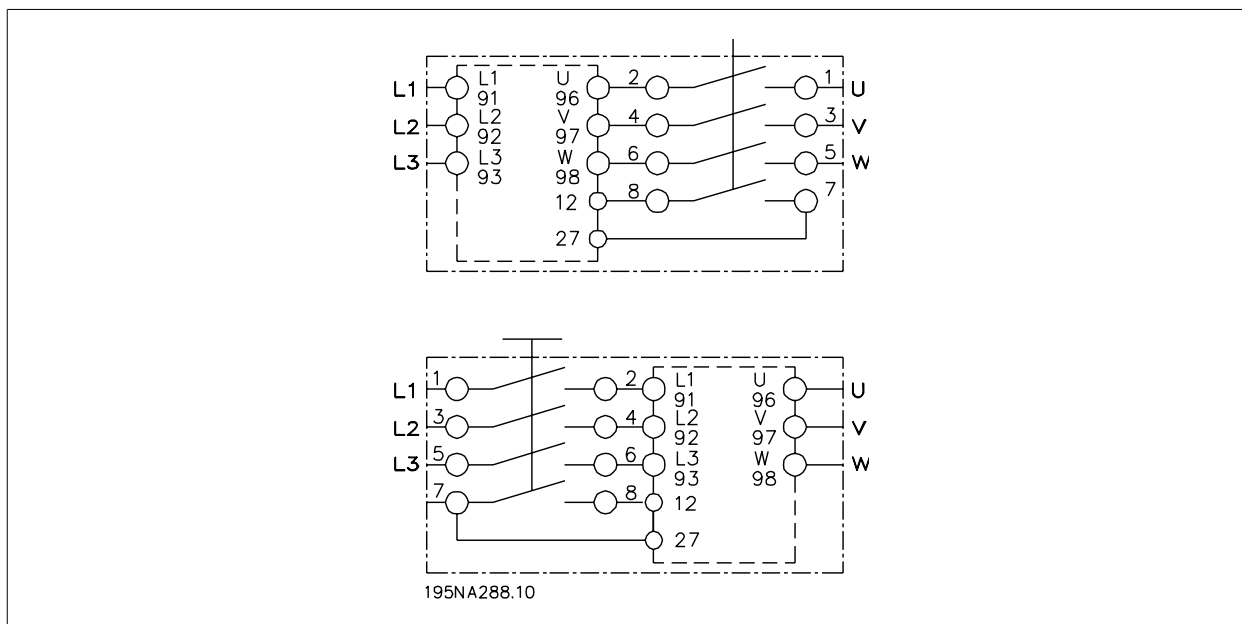 L1 L1 U 2 1 U
91 96
L2 L2 V 4 3 V
92 97
L3 L3 W 6 5 W
93 98
12 8 7
27
L1 1 2 L1 U U
91 96
L2 3 4 L2 V V
92 97
L3 5 6 L3 W W
93 98
7 8 12
27
195NA288.10